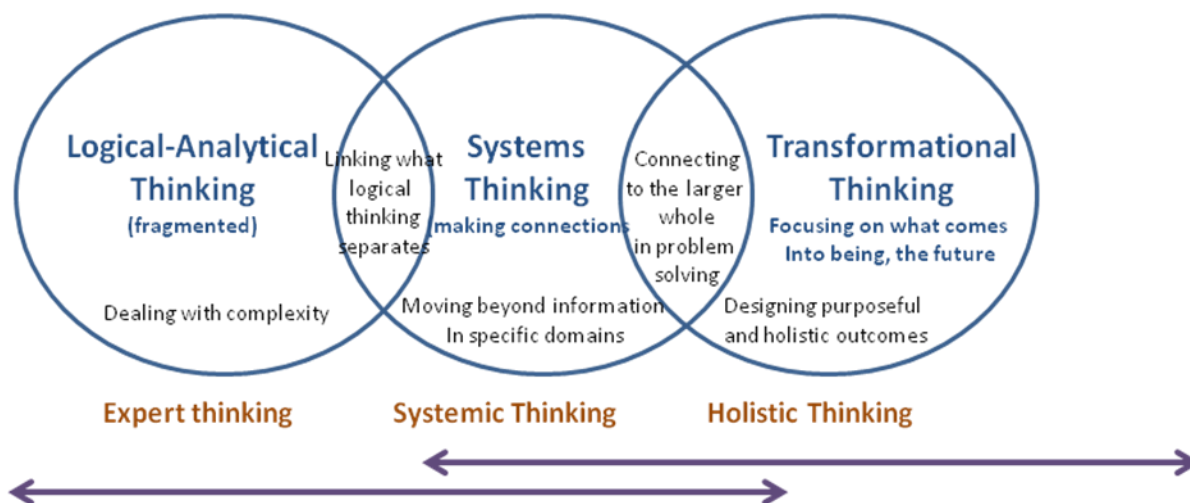 Logical-Analytical
Thinking
(fragmented)
Dealing with complexity
Linking what
logical
thinking
separates
Systems
Thinking
(making connections
Moving beyond information
In specific domains
Connecting
to the larger
whole
in problem
solving
Transformational
Thinking
Focusing on what comes
Into being, the future
Designing purposeful
and holistic outcomes
Expert thinking
Systemic Thinking
Holistic Thinking